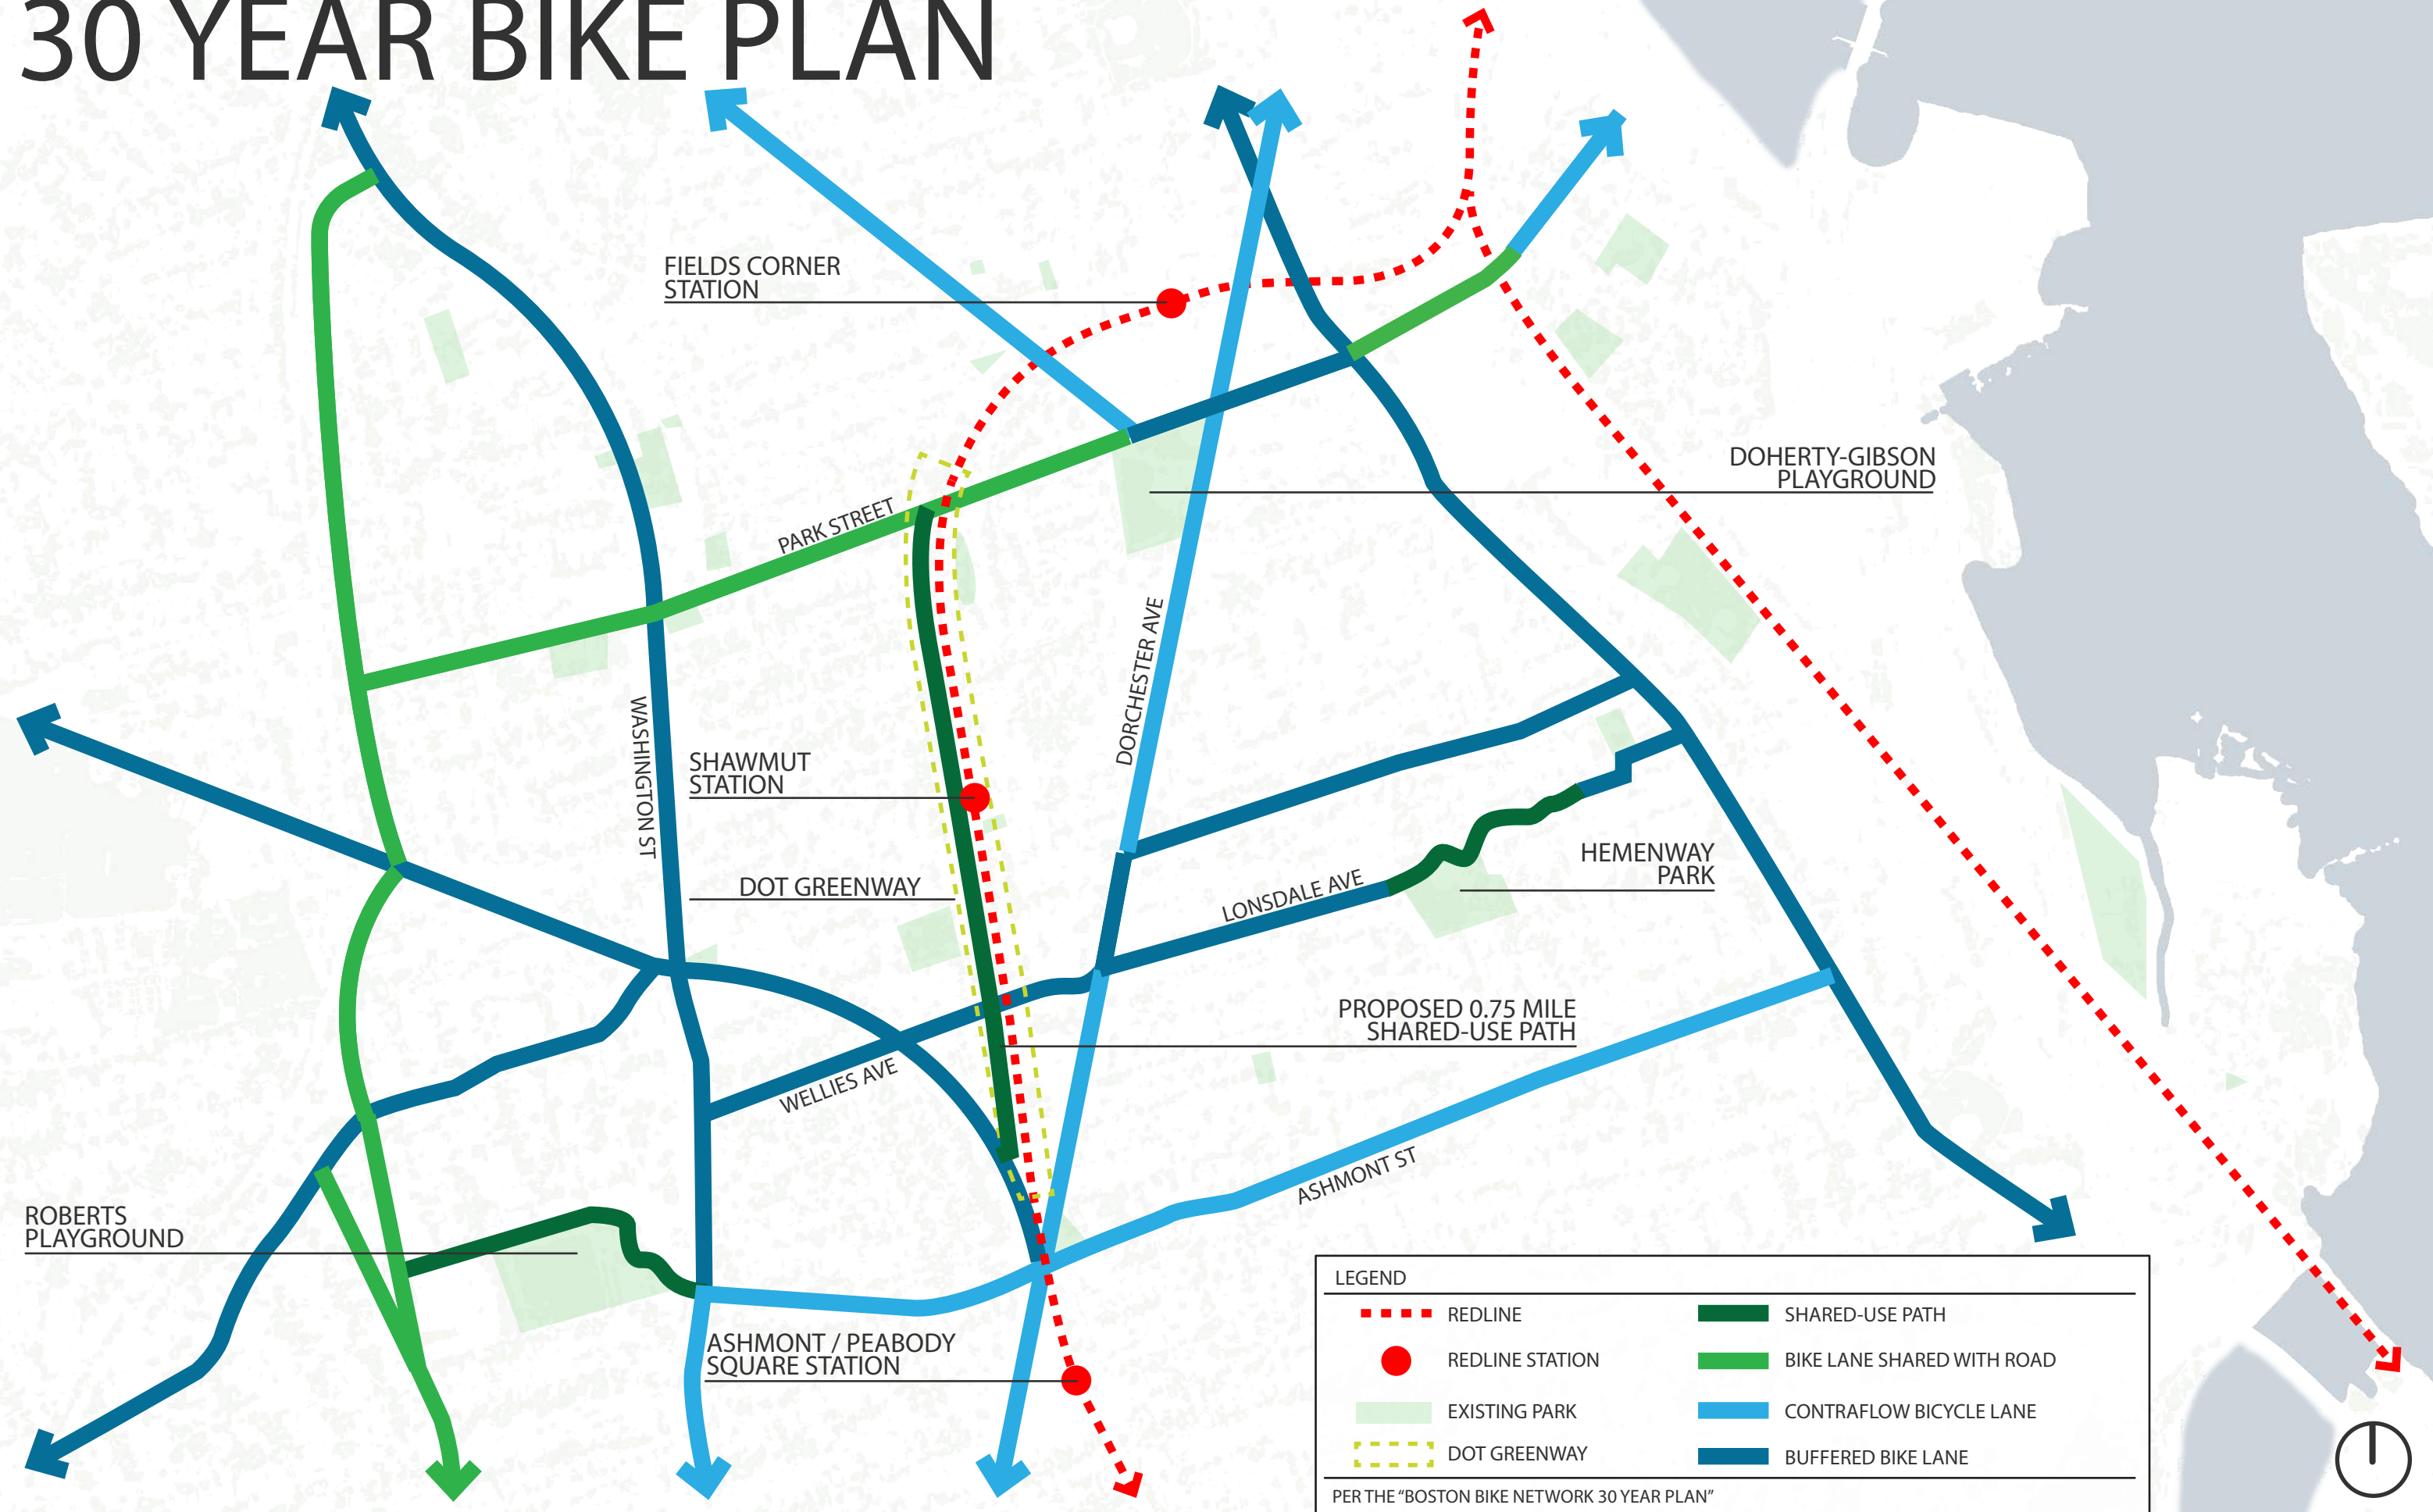 30 YEAR BIKE PLAN
FIELDS CORNER
STATION
DOHERTY-GIBSON
PLAYGROUND
PARK STREET
DORCHESTER AVE
WASHINGTON ST
SHAWMUT
STATION
DOT GREENWAY
LONSDALE AVE
HEMENWAY
PARK
PROPOSED 0.75 MILE
SHARED-USE PATH
WELLIES AVE
ASHMONT ST
ROBERTS
PLAYGROUND
ASHMONT / PEABODY
SQUARE STATION
LEGEND
REDLINE
SHARED-USE PATH
REDLINE STATION
BIKE LANE SHARED WITH ROAD
EXISTING PARK
CONTRAFLOW BICYCLE LANE
DOT GREENWAY
BUFFERED BIKE LANE
PER THE “BOSTON BIKE NETWORK 30 YEAR PLAN”